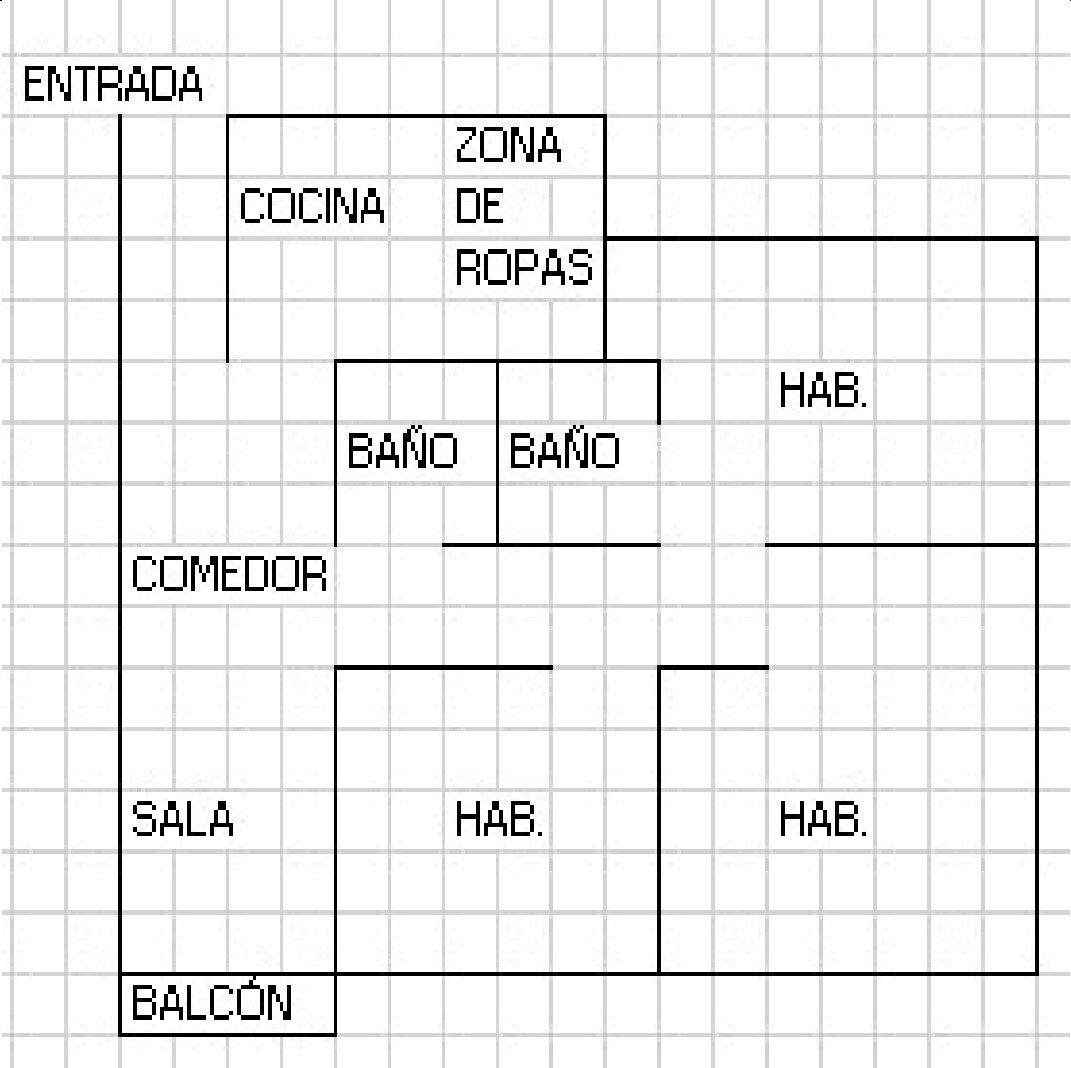 ENTRADA
ZONA
COCINA DE
ROPAS
HAB.
BAÑO BAÑO
COMEDOR
SALA HAB. HAB.
BALCÓN